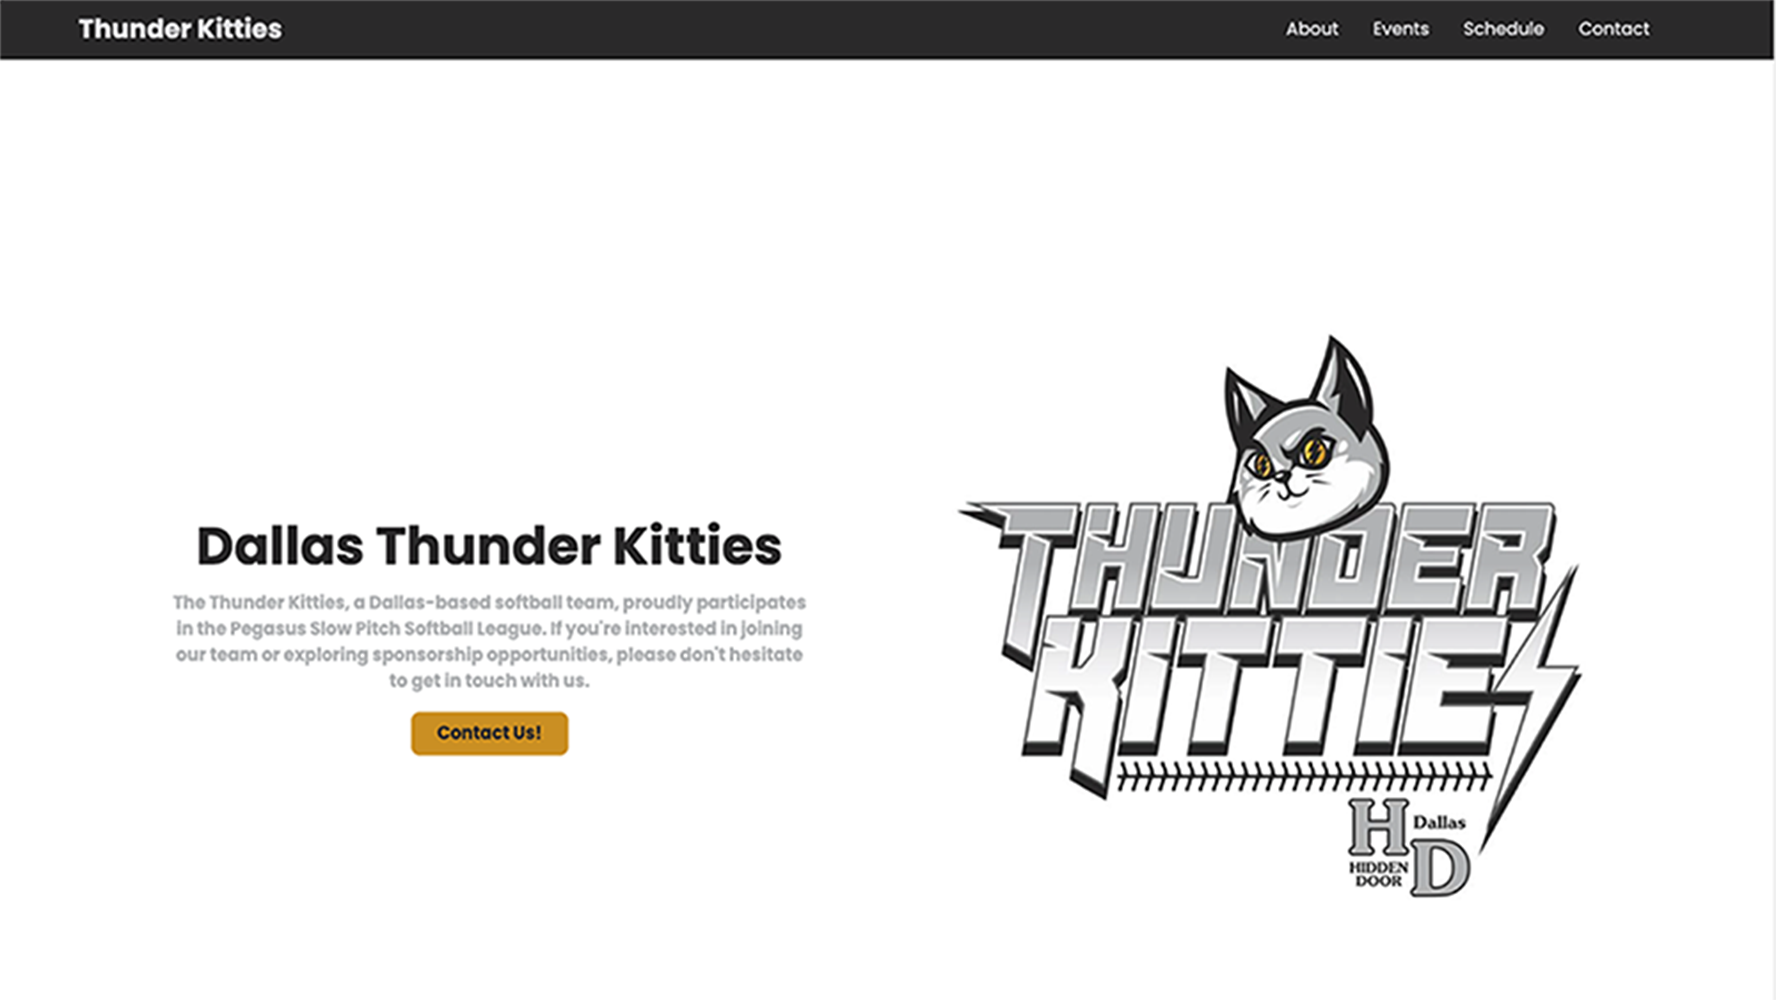 Thunder Kitties
About Events Schedule Contact
Dallas Thunder Kitties
The Thunder Kitties, a Dallas-based softball team, proudly participates
in the Pegasus Slow Pitch Softball League. If you're interested in joining
our team or exploring sponsorship opportunities, please don't hesitate
to get in touch with us.
Contact Us!
THUNDER
KITTIES
H Dallas
HIDDEN
DOOR D